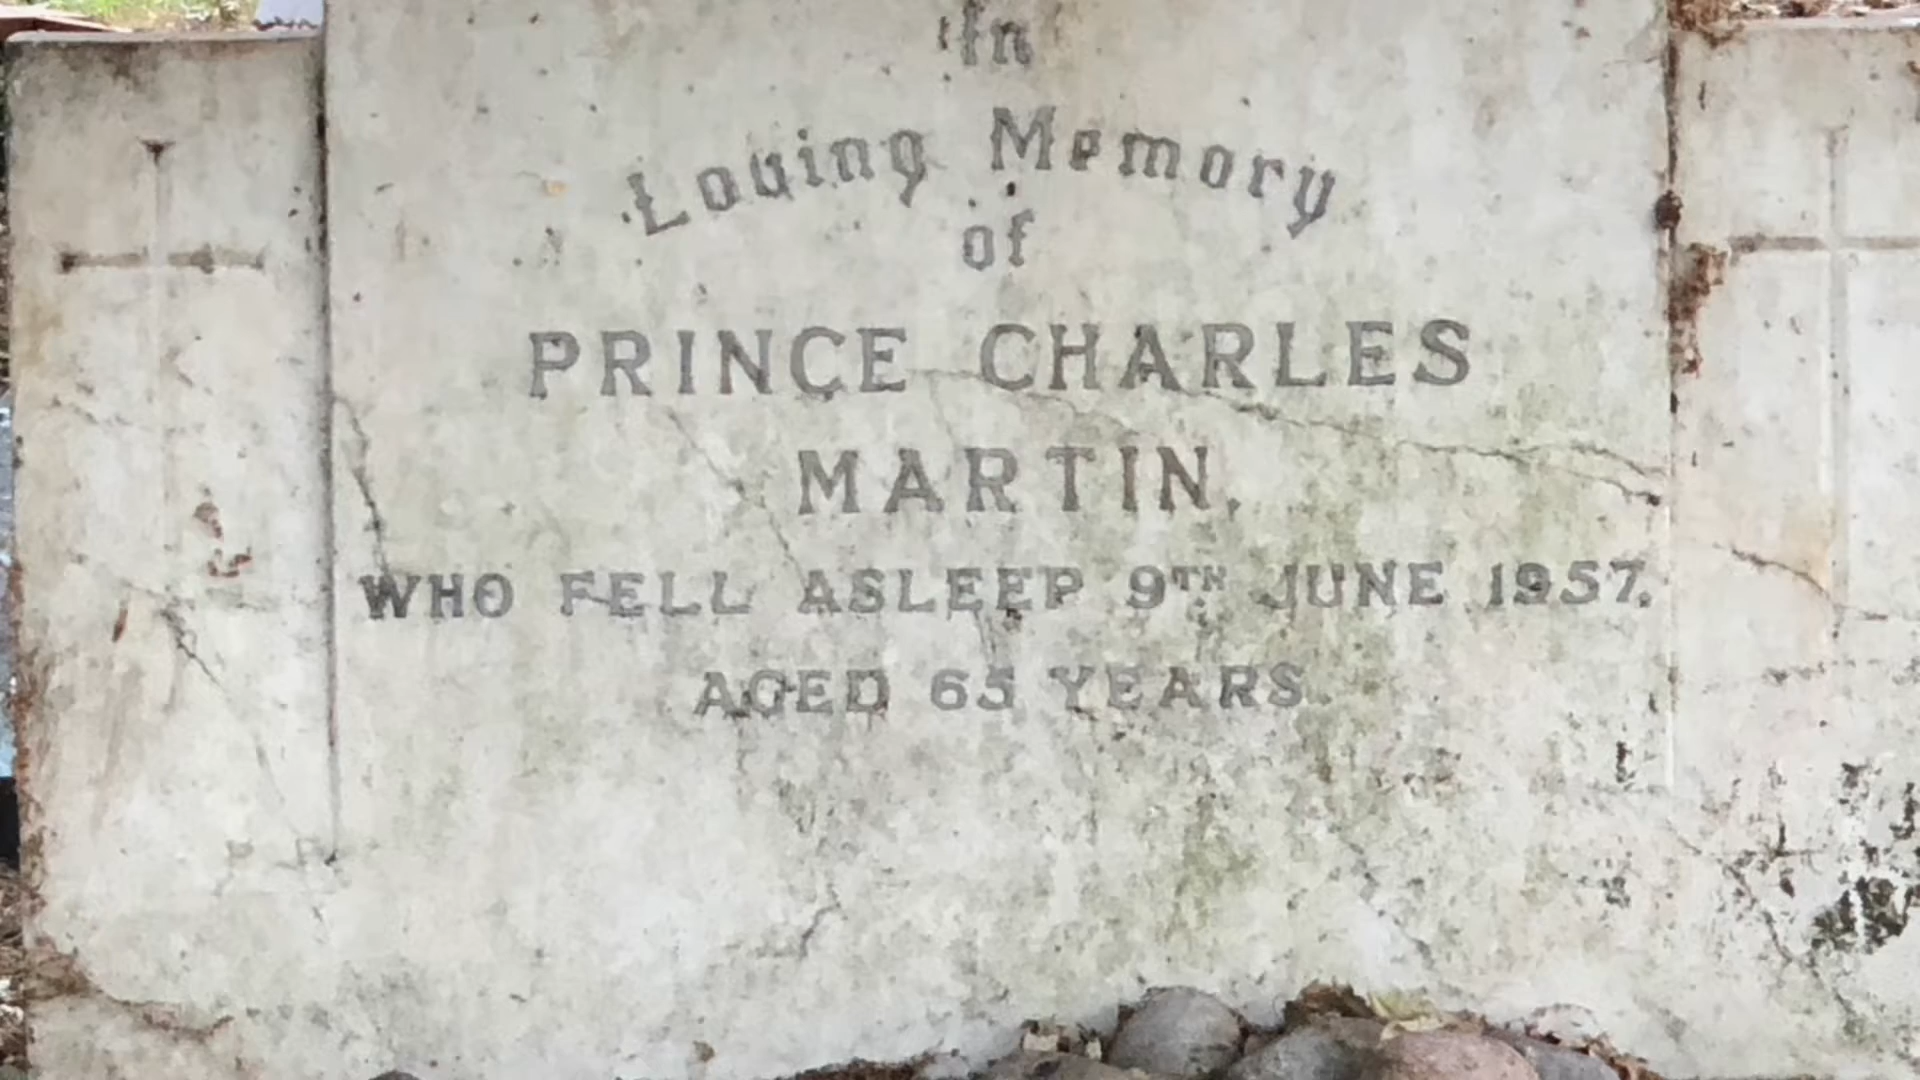 In
Loving Memory
of
PRINCE CHARLES
MARTIN.
WHO FELL ASLEEP 9TH JUNE 1957.
AGED 65 YEARS.